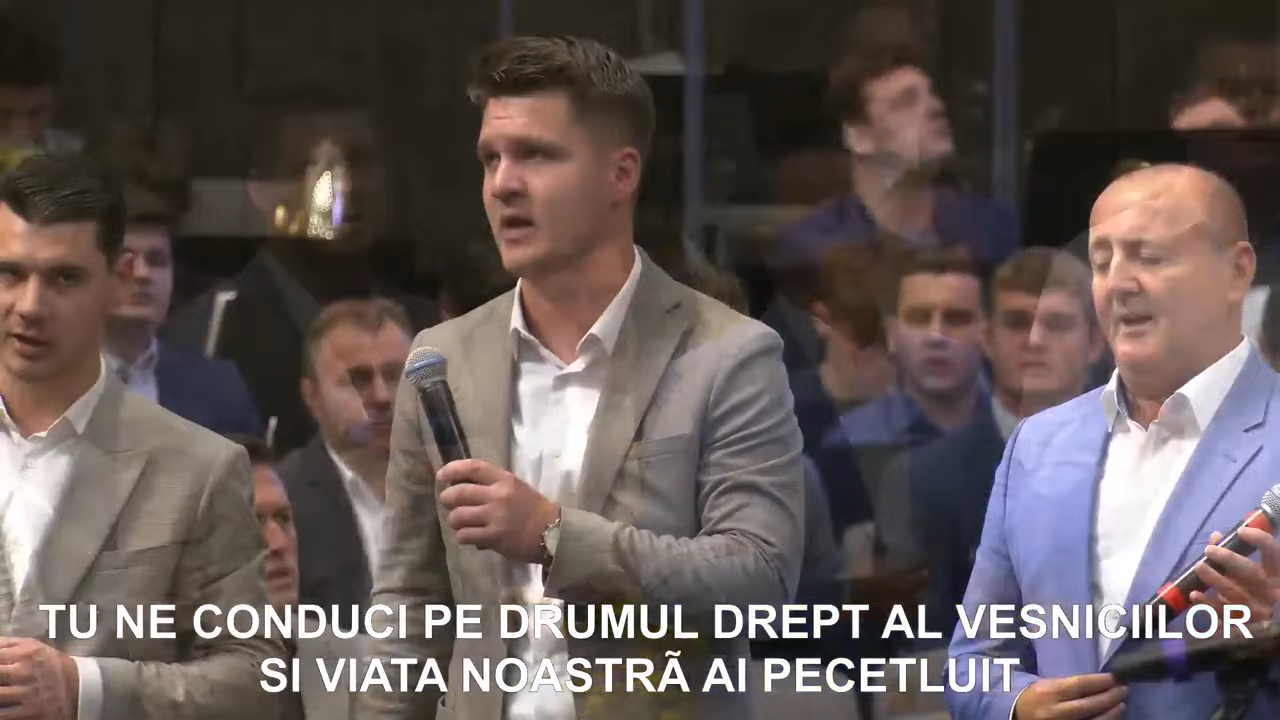 TU NE CONDUCI PE DRUMUL DREPT AL VESNICIILOR
SI VIATA NOASTRÃ AI PECETLUIT